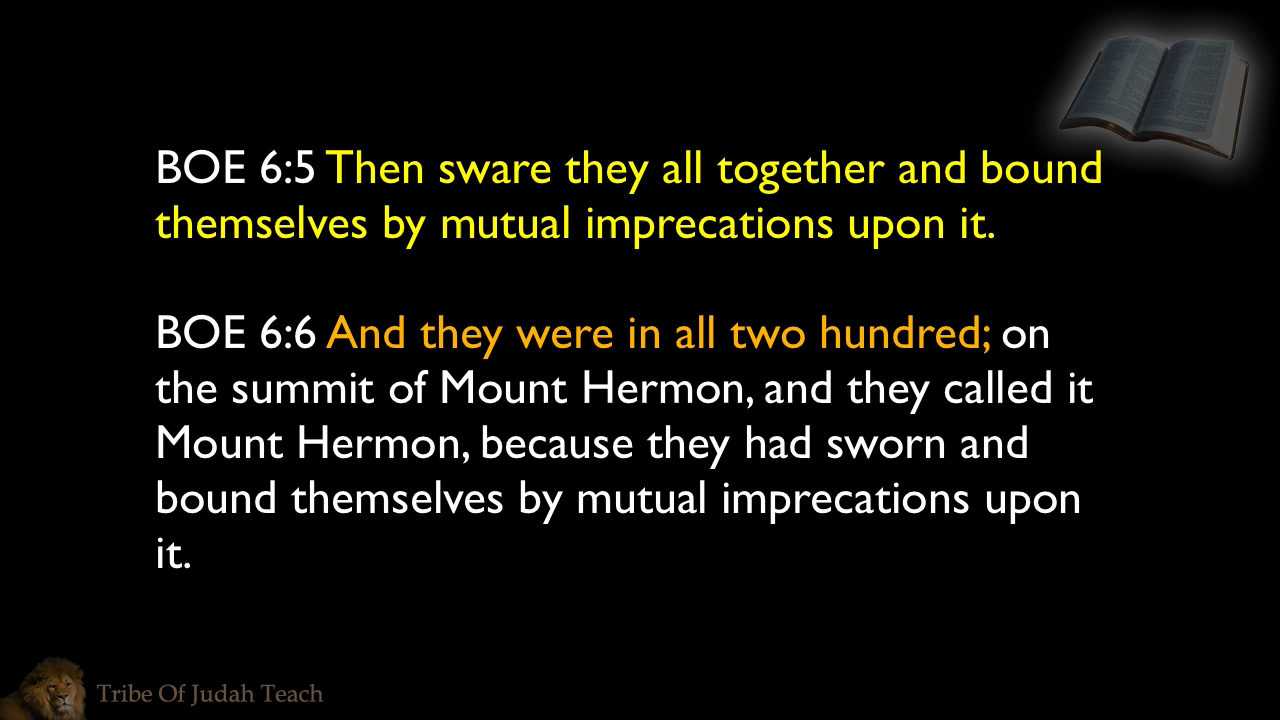 BOE 6:5 Then sware they all together and bound
themselves by mutual imprecations upon it.
BOE 6:6 And they were in all two hundred; on
the summit of Mount Hermon, and they called it
Mount Hermon, because they had sworn and
bound themselves by mutual imprecations upon
it.
Tribe Of Judah Teach